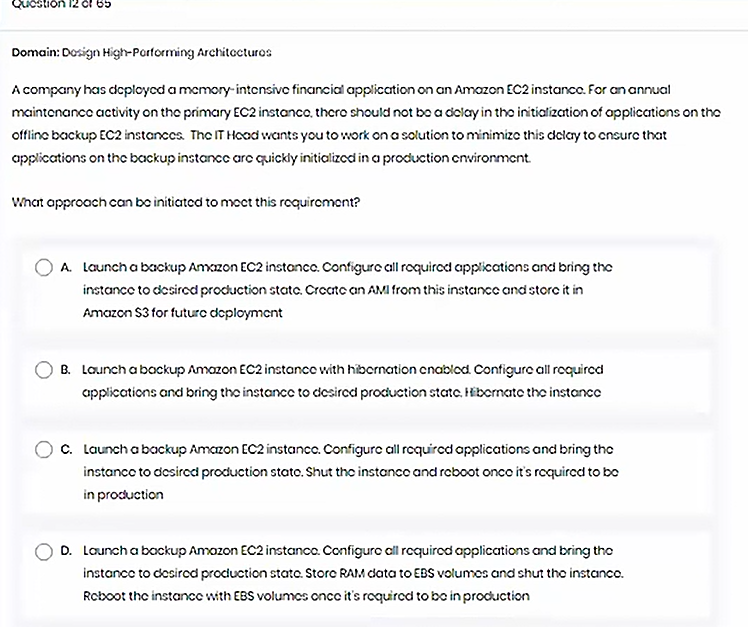 Question 12 of 65
Domain: Design High-Performing Architectures
A company has deployed a memory-intensive financial application on an Amazon EC2 instance. For an annual
maintenance activity on the primary EC2 instance, there should not be a delay in the initialization of applications on the
offline backup EC2 instances. The IT Head wants you to work on a solution to minimize this delay to ensure that
applications on the backup instance are quickly initialized in a production environment.
What approach can be initiated to meet this requirement?
A. Launch a backup Amazon EC2 instance. Configure all required applications and bring the
instance to desired production state. Create an AMI from this instance and store it in
Amazon S3 for future deployment
B. Launch a backup Amazon EC2 instance with hibernation enabled. Configure all required
applications and bring the instance to desired production state. Hibernate the instance
C. Launch a backup Amazon EC2 instance. Configure all required applications and bring the
instance to desired production state. Shut the instance and reboot once it's required to be
in production
D. Launch a backup Amazon EC2 instance. Configure all required applications and bring the
instance to desired production state. Store RAM data to EBS volumes and shut the instance.
Reboot the instance with EBS volumes once it's required to be in production